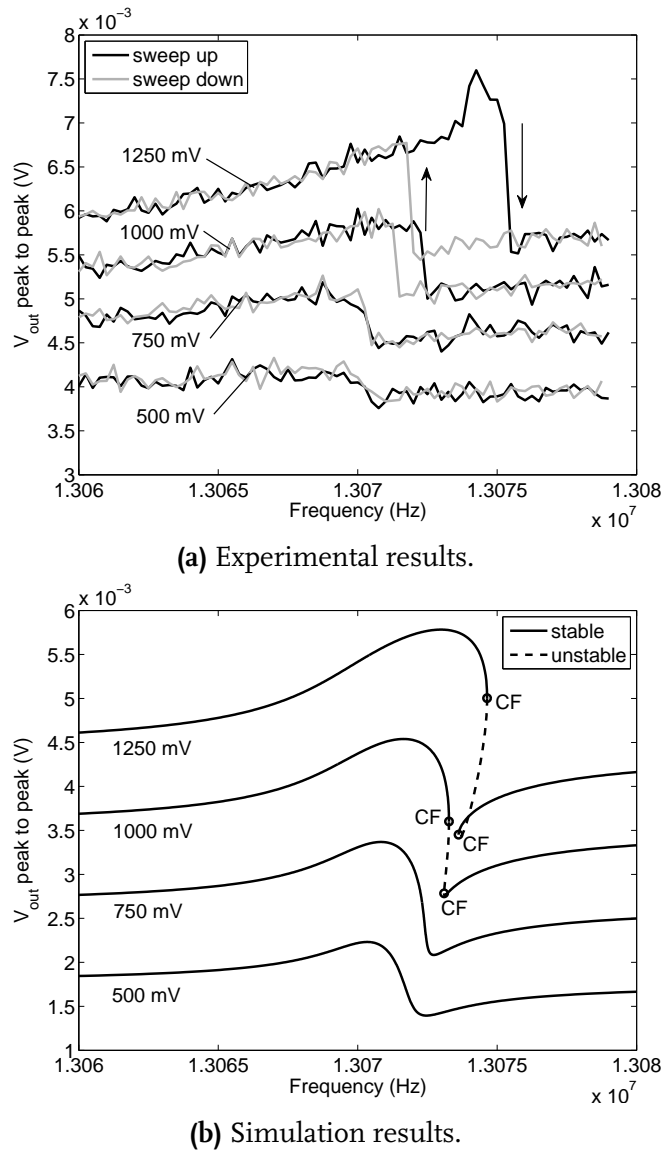 x 10⁻³
8
7.5
7
6.5
6
5.5
5
4.5
4
3.5
3
V_out peak to peak (V)
sweep up
sweep down
1250 mV
1000 mV
750 mV
500 mV
1.306 1.3065 1.307 1.3075 1.308
Frequency (Hz)
x 10⁷
(a) Experimental results.
x 10⁻³
6
5.5
5
4.5
4
3.5
3
2.5
2
1.5
1
V_out peak to peak (V)
stable
unstable
CF
1250 mV
1000 mV
CF
CF
750 mV
CF
500 mV
1.306 1.3065 1.307 1.3075 1.308
Frequency (Hz)
x 10⁷
(b) Simulation results.